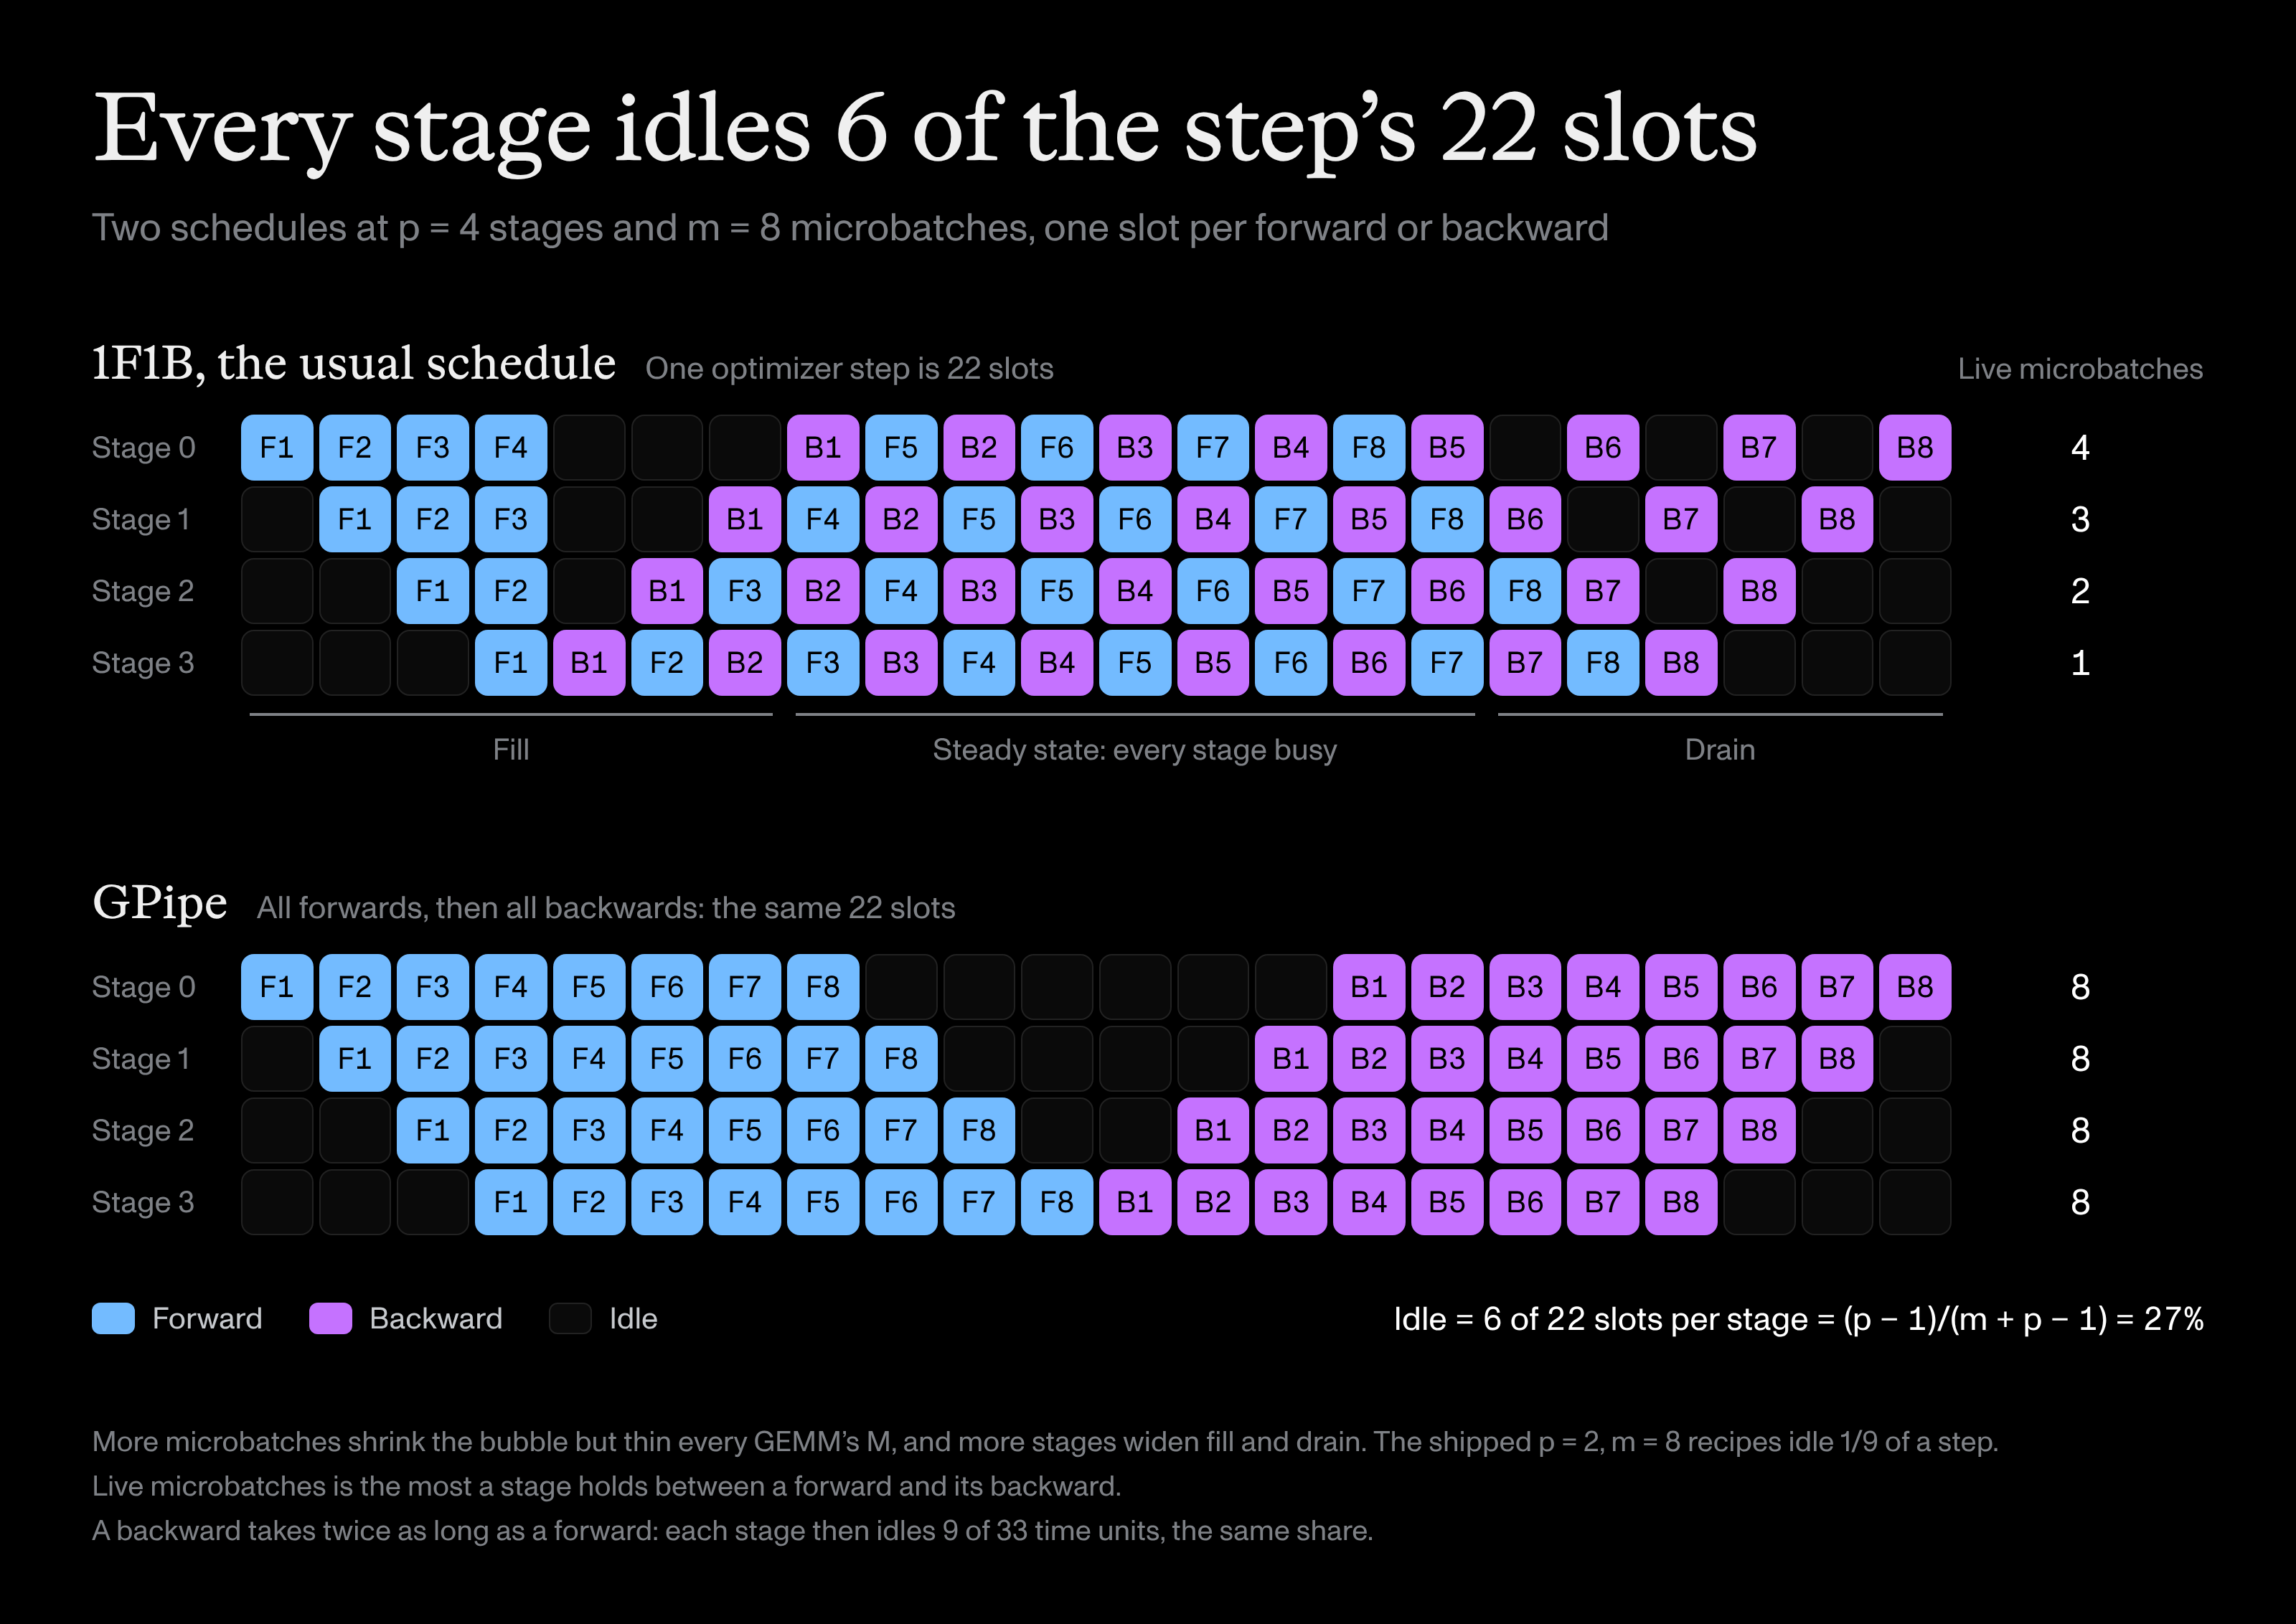 Every stage idles 6 of the step’s 22 slots
Two schedules at p = 4 stages and m = 8 microbatches, one slot per forward or backward
1F1B, the usual schedule One optimizer step is 22 slots Live microbatches
Stage 0 F1 F2 F3 F4 B1 F5 B2 F6 B3 F7 B4 F8 B5 B6 B7 B8 4
Stage 1 F1 F2 F3 B1 F4 B2 F5 B3 F6 B4 F7 B5 F8 B6 B7 B8 3
Stage 2 F1 F2 B1 F3 B2 F4 B3 F5 B4 F6 B5 F7 B6 F8 B7 B8 2
Stage 3 F1 B1 F2 B2 F3 B3 F4 B4 F5 B5 F6 B6 F7 B7 F8 B8 1
Fill Steady state: every stage busy Drain
GPipe All forwards, then all backwards: the same 22 slots
Stage 0 F1 F2 F3 F4 F5 F6 F7 F8 B1 B2 B3 B4 B5 B6 B7 B8 8
Stage 1 F1 F2 F3 F4 F5 F6 F7 F8 B1 B2 B3 B4 B5 B6 B7 B8 8
Stage 2 F1 F2 F3 F4 F5 F6 F7 F8 B1 B2 B3 B4 B5 B6 B7 B8 8
Stage 3 F1 F2 F3 F4 F5 F6 F7 F8 B1 B2 B3 B4 B5 B6 B7 B8 8
Forward Backward Idle Idle = 6 of 22 slots per stage = (p − 1)/(m + p − 1) = 27%
More microbatches shrink the bubble but thin every GEMM’s M, and more stages widen fill and drain. The shipped p = 2, m = 8 recipes idle 1/9 of a step.
Live microbatches is the most a stage holds between a forward and its backward.
A backward takes twice as long as a forward: each stage then idles 9 of 33 time units, the same share.